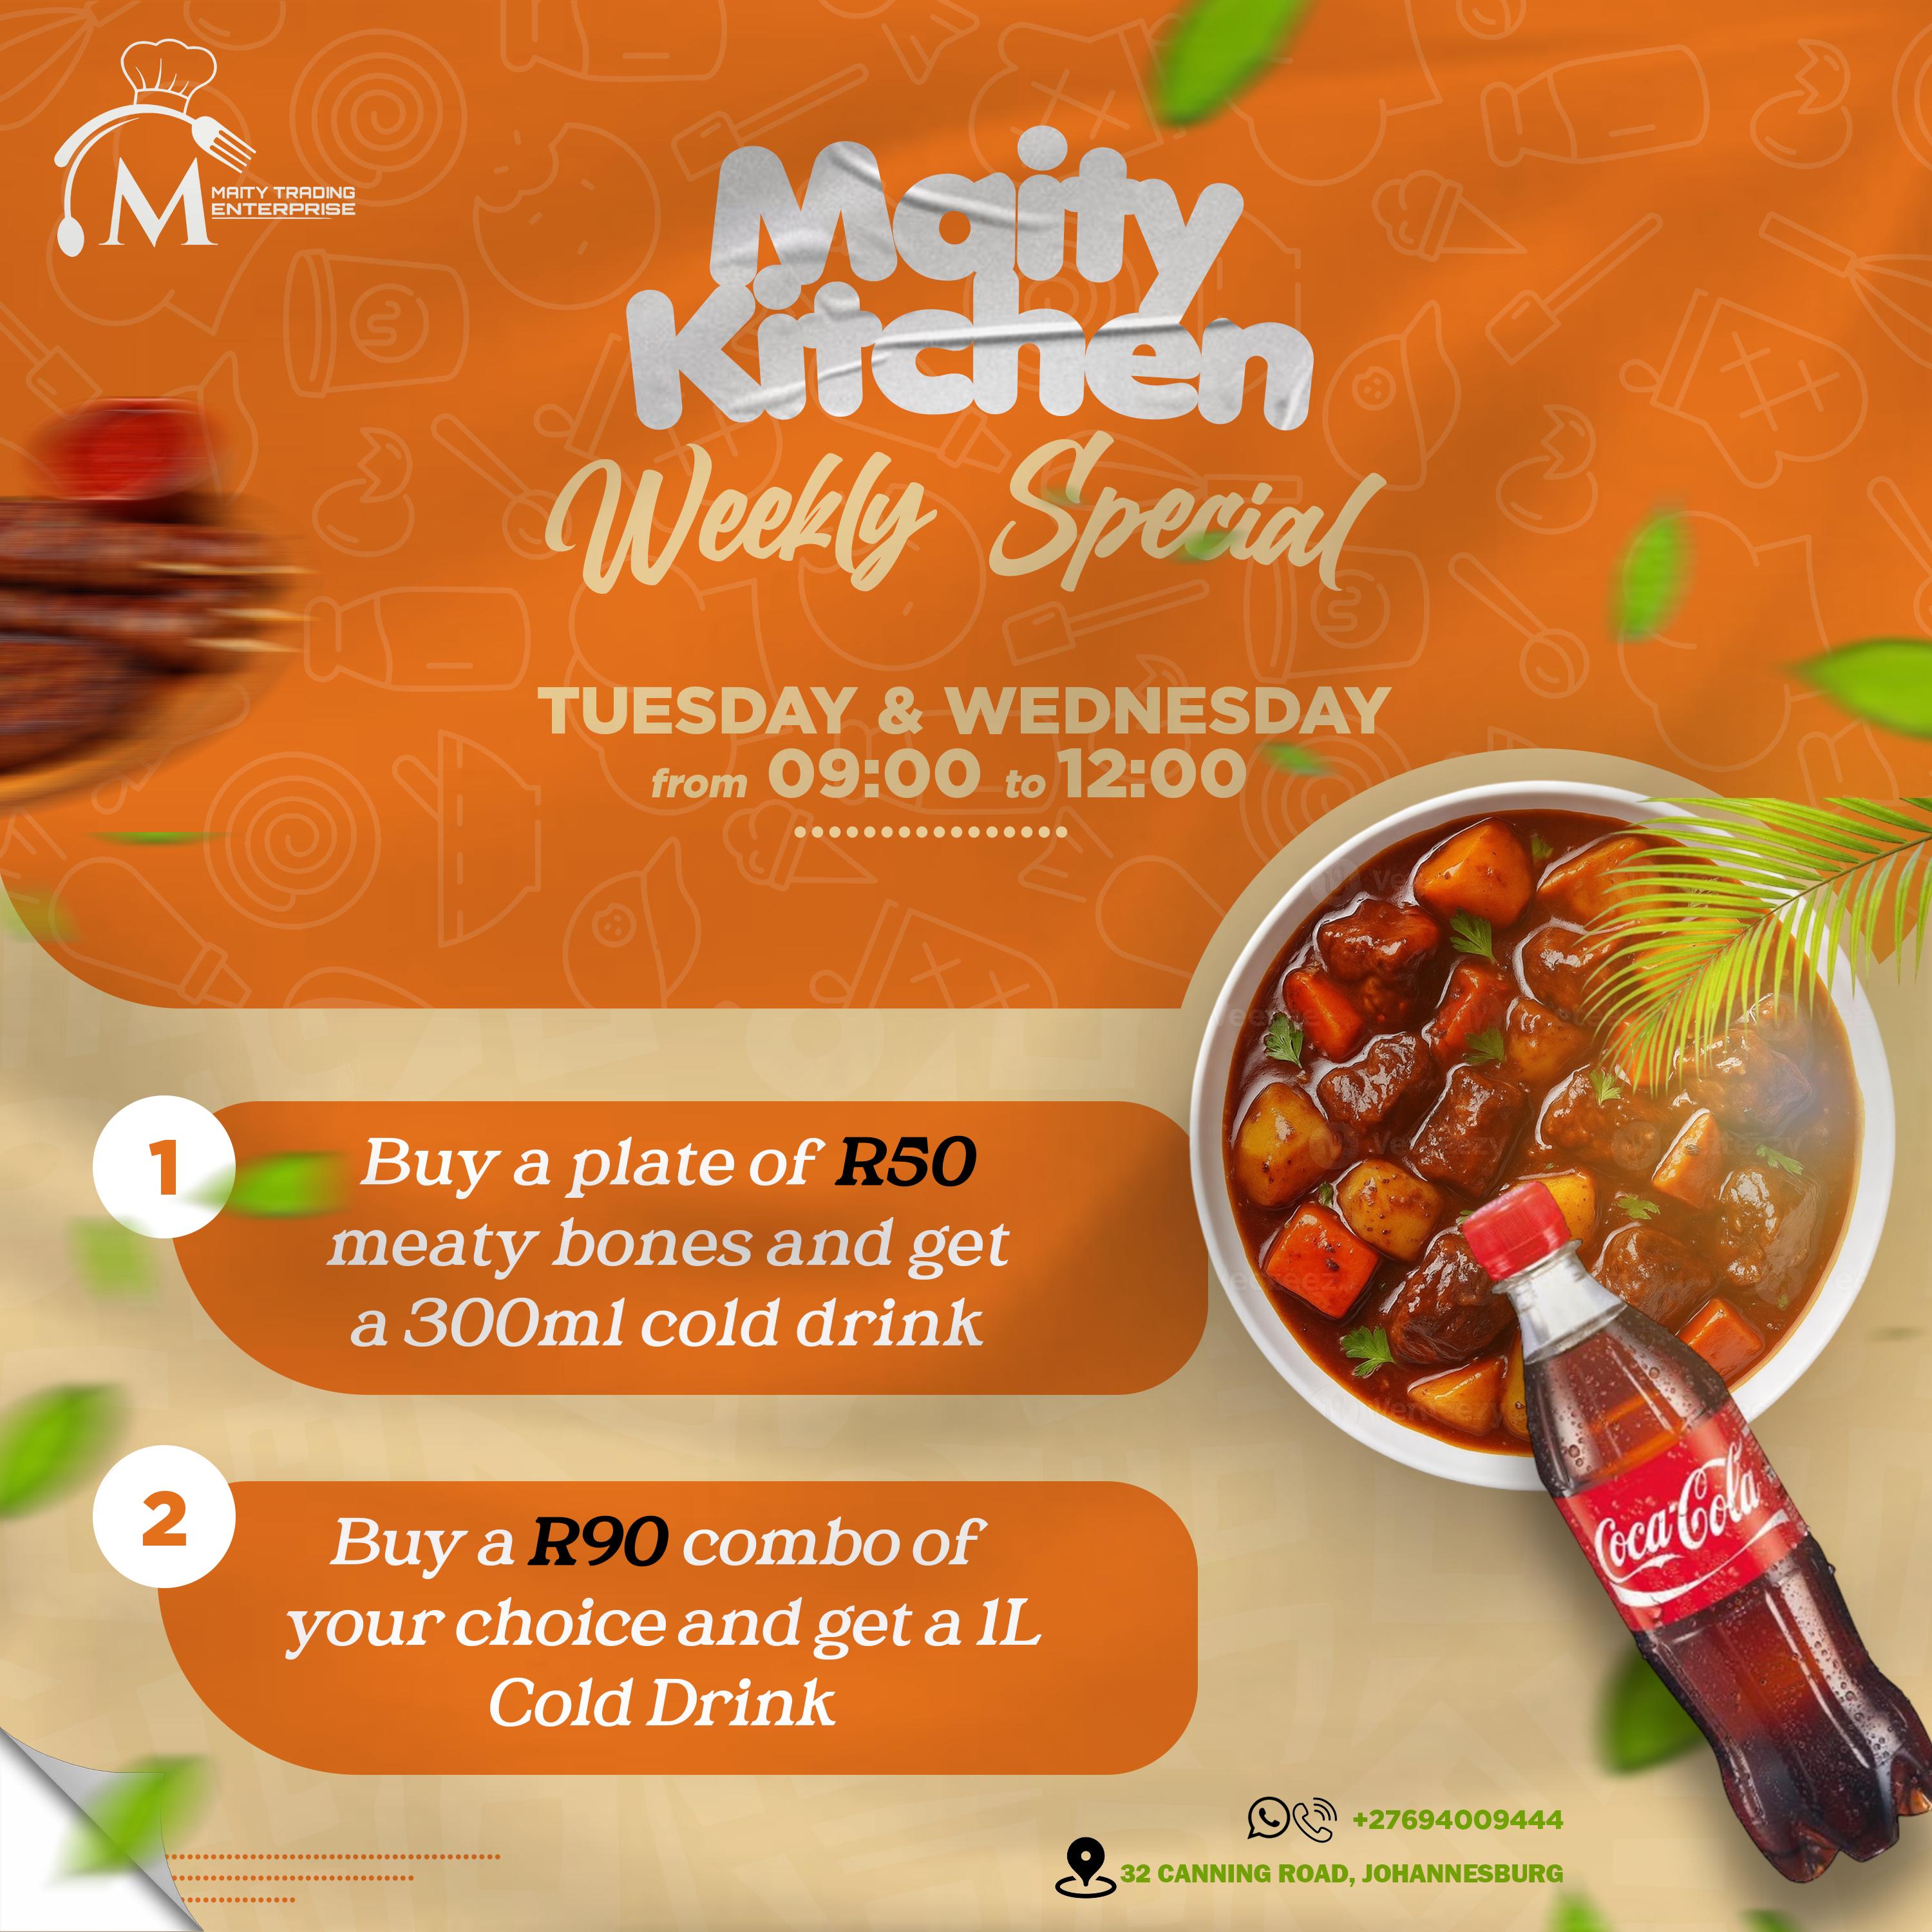 M MAITY TRADING
ENTERPRISE
Maity
Kitchen
Weekly Special
TUESDAY & WEDNESDAY
from 09:00 to 12:00
1
Buy a plate of R50
meaty bones and get
a 300ml cold drink
2
Buy a R90 combo of
your choice and get a 1L
Cold Drink
Coca-Cola
+27694009444
32 CANNING ROAD, JOHANNESBURG